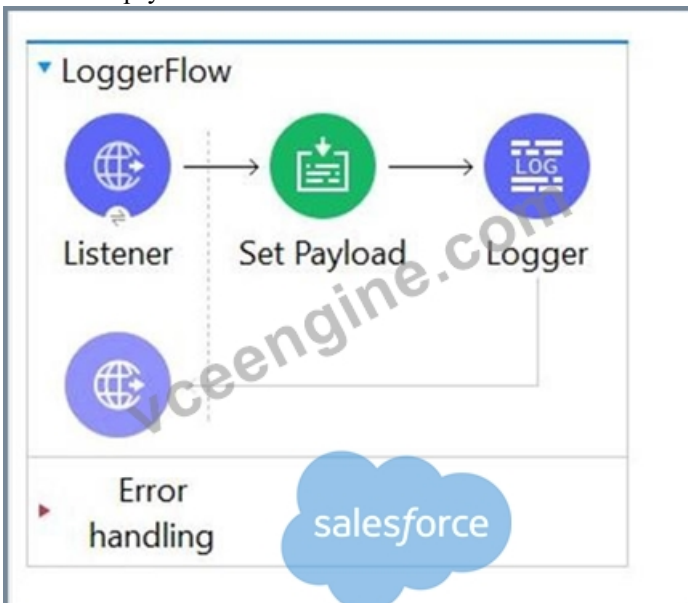 LoggerFlow
LOG
Listener
Set Payload
Logger
vceengine.com
Error
handling
salesforce